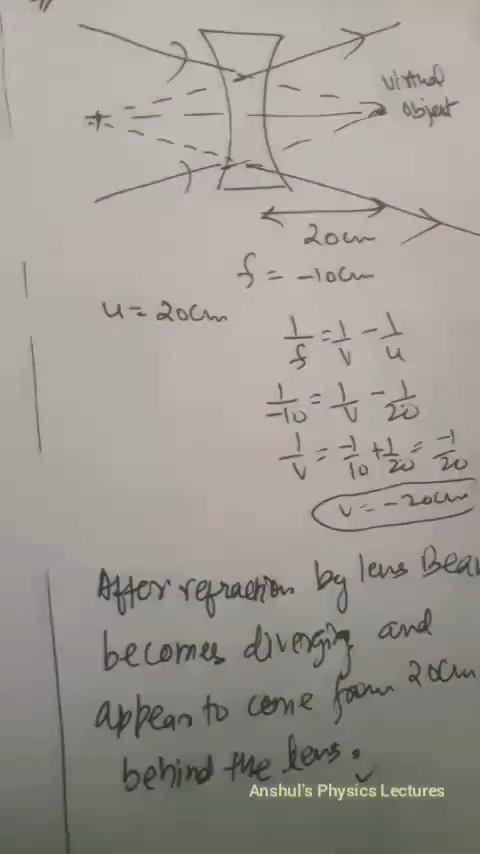 virtual
object
20cm
f = -10cm
u = 20cm
1/f = 1/v - 1/u
1/-10 = 1/v - 1/20
1/v = -1/10 + 1/20 = -1/20
v = -20cm
After refraction by lens Bea
becomes diverging and
appear to come from 20cm
behind the lens.
Anshul's Physics Lectures